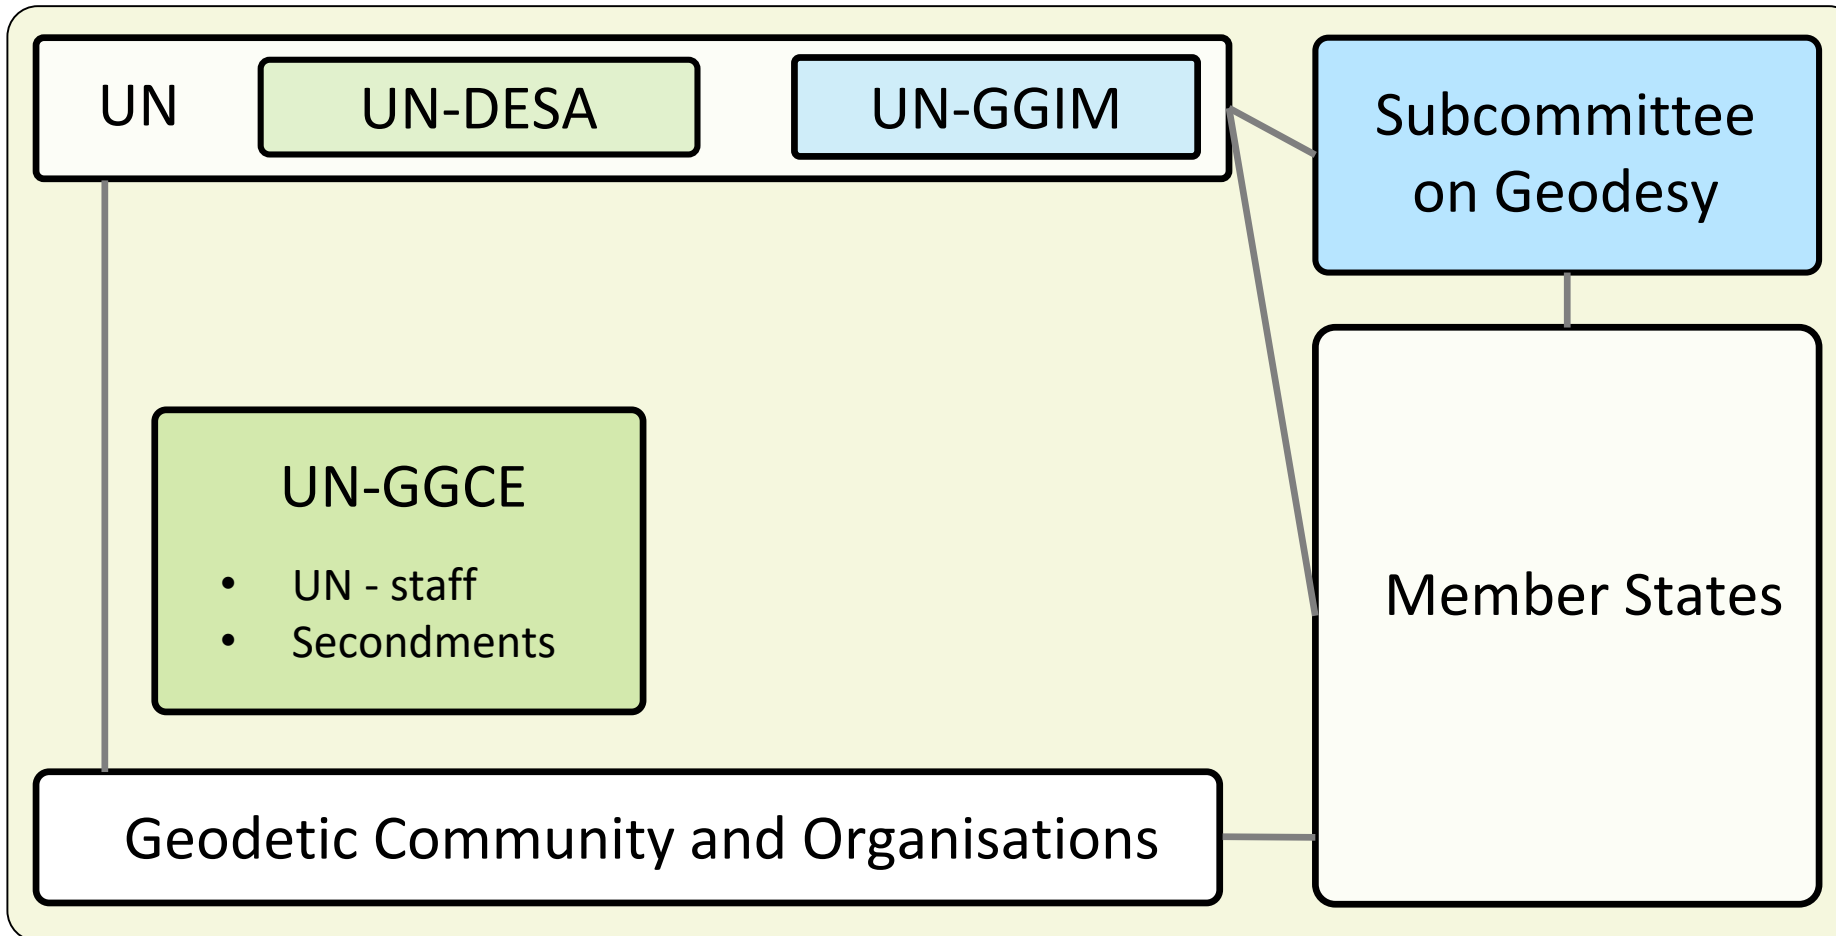 UN
UN-DESA
UN-GGIM
Subcommittee
on Geodesy
UN-GGCE
• UN - staff
• Secondments
Member States
Geodetic Community and Organisations